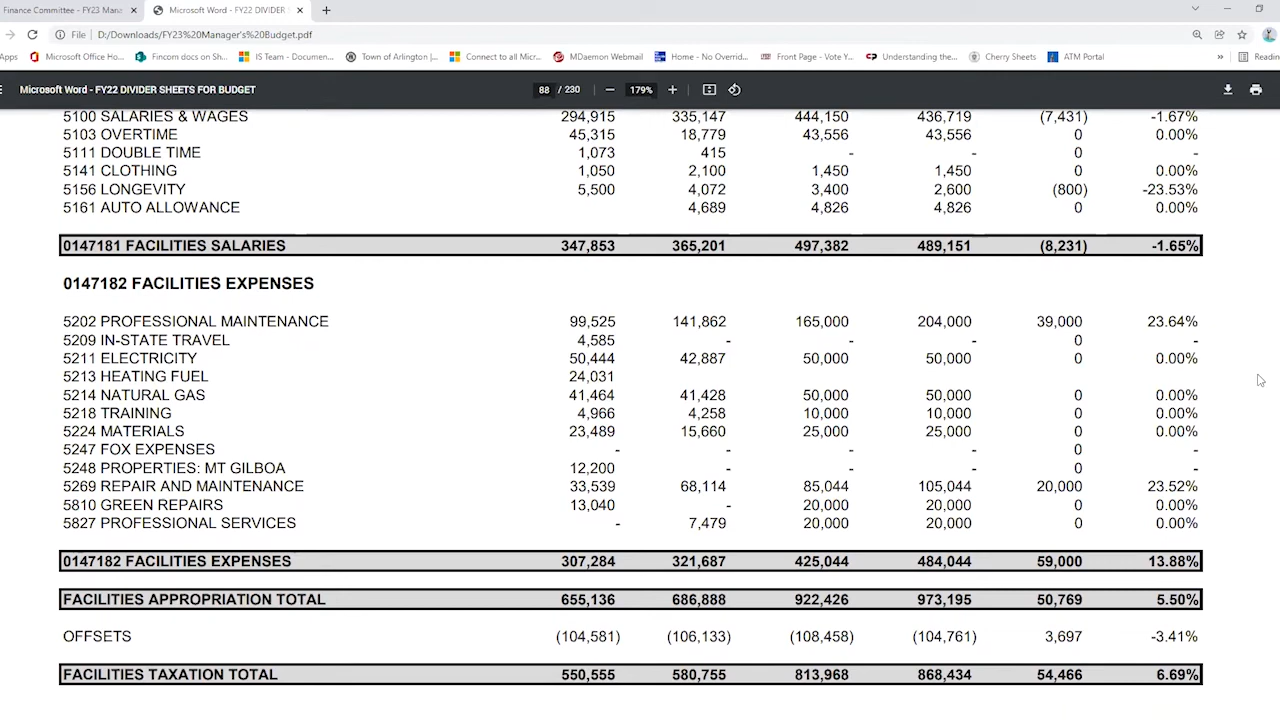 Finance Committee - FY23 Mana
Microsoft Word - FY22 DIVIDER
File D:/Downloads/FY23%20Manager's%20Budget.pdf
Apps Microsoft Office Ho... Fincom docs on Sh... IS Team - Documen... Town of Arlington |... Connect to all Micr... MDaemon Webmail Home - No Overrid... Front Page - Vote Y... Understanding the... Cherry Sheets ATM Portal » Readin
Microsoft Word - FY22 DIVIDER SHEETS FOR BUDGET 88 / 230 179%
5100 SALARIES & WAGES 294,915 335,147 444,150 436,719 (7,431) -1.67%
5103 OVERTIME 45,315 18,779 43,556 43,556 0 0.00%
5111 DOUBLE TIME 1,073 415 - - 0 -
5141 CLOTHING 1,050 2,100 1,450 1,450 0 0.00%
5156 LONGEVITY 5,500 4,072 3,400 2,600 (800) -23.53%
5161 AUTO ALLOWANCE 4,689 4,826 4,826 0 0.00%
0147181 FACILITIES SALARIES 347,853 365,201 497,382 489,151 (8,231) -1.65%
0147182 FACILITIES EXPENSES
5202 PROFESSIONAL MAINTENANCE 99,525 141,862 165,000 204,000 39,000 23.64%
5209 IN-STATE TRAVEL 4,585 - - - 0 -
5211 ELECTRICITY 50,444 42,887 50,000 50,000 0 0.00%
5213 HEATING FUEL 24,031
5214 NATURAL GAS 41,464 41,428 50,000 50,000 0 0.00%
5218 TRAINING 4,966 4,258 10,000 10,000 0 0.00%
5224 MATERIALS 23,489 15,660 25,000 25,000 0 0.00%
5247 FOX EXPENSES - - - - 0 -
5248 PROPERTIES: MT GILBOA 12,200 - - - 0 -
5269 REPAIR AND MAINTENANCE 33,539 68,114 85,044 105,044 20,000 23.52%
5810 GREEN REPAIRS 13,040 - 20,000 20,000 0 0.00%
5827 PROFESSIONAL SERVICES - 7,479 20,000 20,000 0 0.00%
0147182 FACILITIES EXPENSES 307,284 321,687 425,044 484,044 59,000 13.88%
FACILITIES APPROPRIATION TOTAL 655,136 686,888 922,426 973,195 50,769 5.50%
OFFSETS (104,581) (106,133) (108,458) (104,761) 3,697 -3.41%
FACILITIES TAXATION TOTAL 550,555 580,755 813,968 868,434 54,466 6.69%